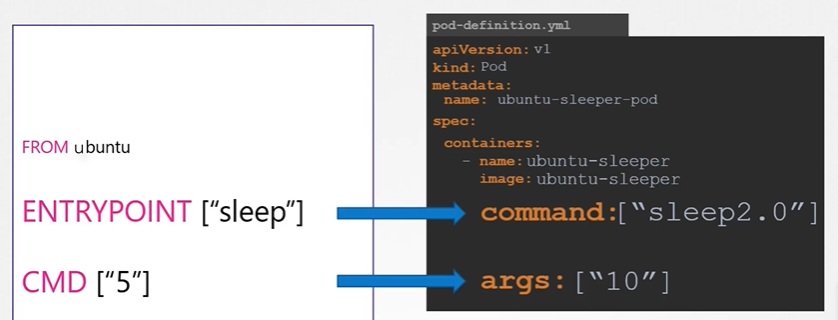 FROM ubuntu
ENTRYPOINT [“sleep”]
CMD [“5”]
pod-definition.yml
apiVersion: v1
kind: Pod
metadata:
name: ubuntu-sleeper-pod
spec:
containers:
- name: ubuntu-sleeper
image: ubuntu-sleeper
command:[“sleep2.0”]
args: [“10”]